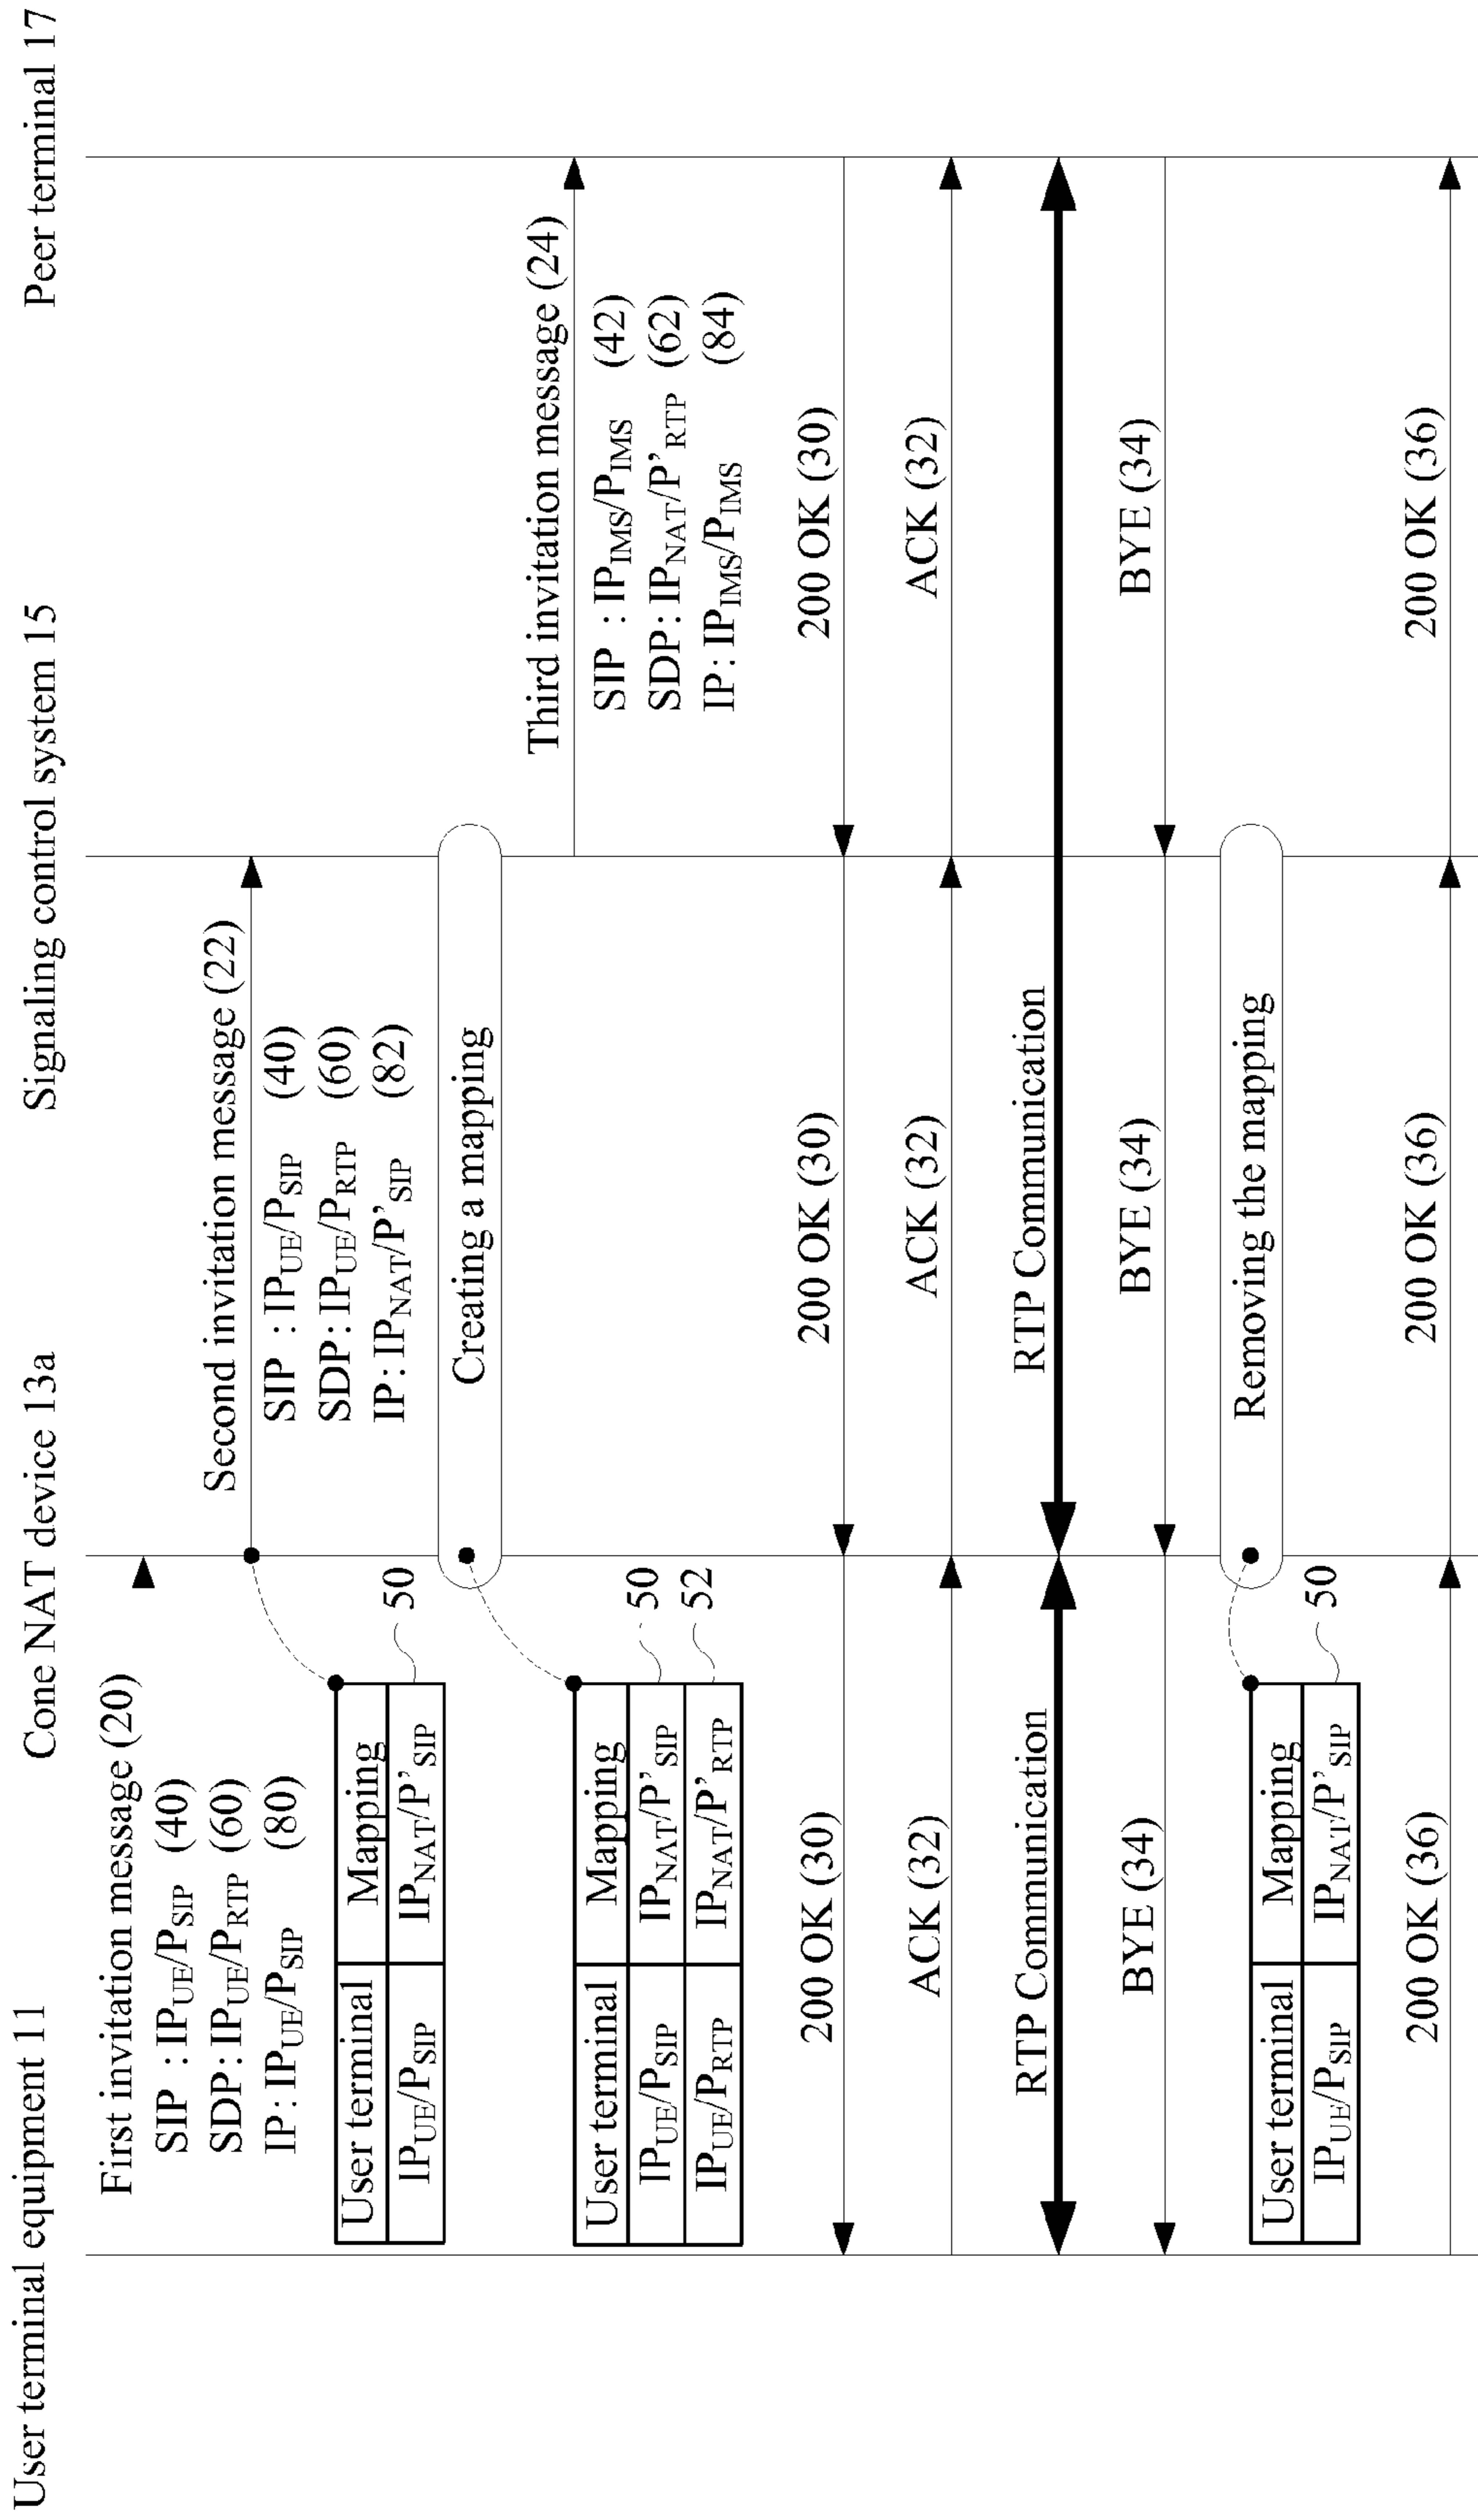 User terminal equipment 11
Cone NAT device 13a
Signaling control system 15
Peer terminal 17
First invitation message (20)
SIP : IPUE/PSIP (40)
SDP: IPUE/PRTP (60)
IP: IPUE/PSIP (80)
Second invitation message (22)
SIP : IPUE/PSIP (40)
SDP: IPUE/PRTP (60)
IP: IPNAT/P'SIP (82)
User terminal Mapping
IPUE/PSIP IPNAT/P'SIP
50
Creating a mapping
User terminal Mapping
IPUE/PSIP IPNAT/P'SIP
50
IPUE/PRTP IPNAT/P'RTP
52
Third invitation message (24)
SIP : IPIMS/PIMS (42)
SDP: IPNAT/P'RTP (62)
IP: IPIMS/PIMS (84)
200 OK (30)
200 OK (30)
200 OK (30)
ACK (32)
ACK (32)
ACK (32)
RTP Communication
RTP Communication
BYE (34)
BYE (34)
BYE (34)
Removing the mapping
User terminal Mapping
IPUE/PSIP IPNAT/P'SIP
50
200 OK (36)
200 OK (36)
200 OK (36)